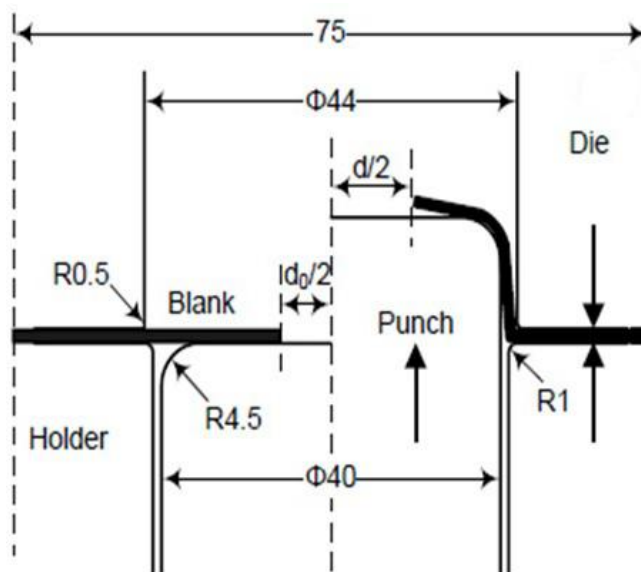 75
Φ44
Die
d/2
d₀/2
R0.5
Blank
Punch
R4.5
R1
Holder
Φ40